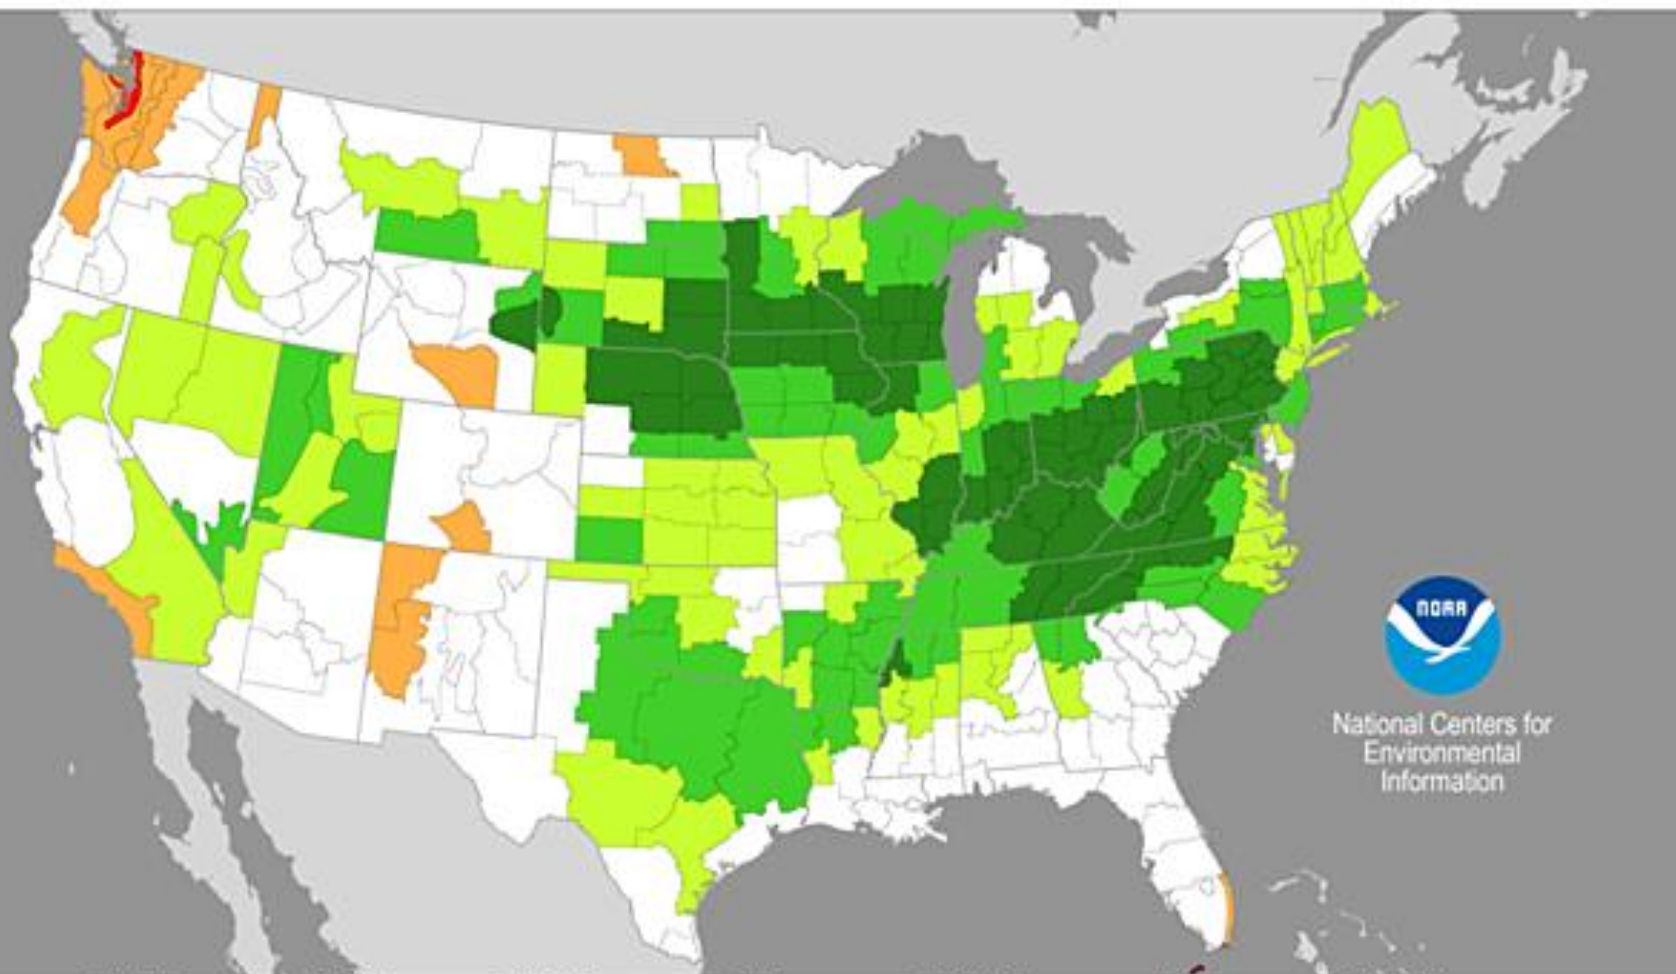 NOAA
National Centers for
Environmental
Information